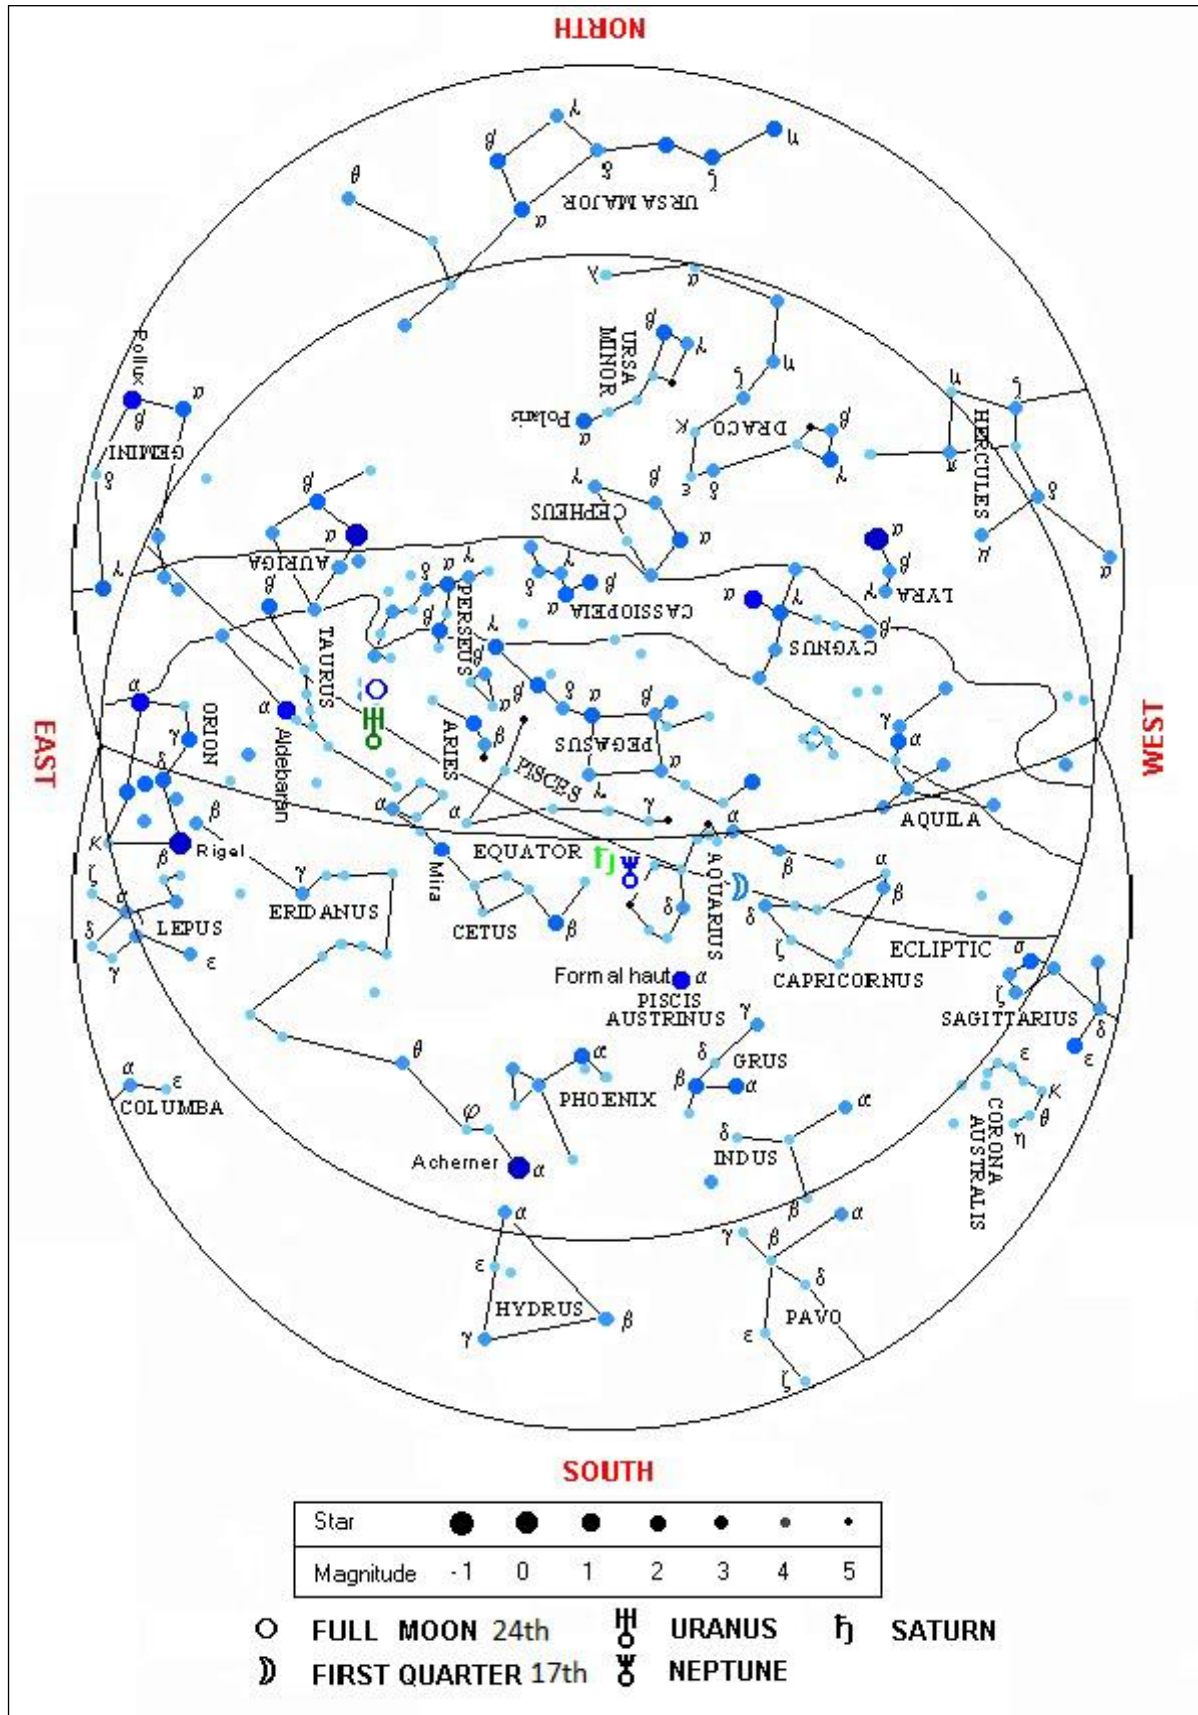 NORTH
γ
β
η
δ
ζ
θ
URSA MAJOR
α
λ
α
Pollux
β
URSA
MINOR
γ
α
η
β
GEMINI
ζ
η
ζ
Polaris
α
κ
DRACO
β
HERCULES
π
δ
ε
δ
γ
β
β
CEPHEUS
δ
α
α
α
μ
AURIGA
γ
γ
α
δ
γ
β
β
α
β
δ
α
γ
LYRA
PERSEUS
CASSIOPEIA
α
γ
TAURUS
β
β
γ
CYGNUS
β
α
ORION
α
Aldebaran
γ
δ
β
α
β
δ
α
β
ARIES
β
PEGASUS
γ
α
EAST
WEST
PISCES
γ
α
α
α
γ
α
AQUILA
β
κ
Rigel
Mira
EQUATOR
AQUARIUS
β
α
β
ζ
β
α
γ
LEPUS
ERIDANUS
CETUS
β
δ
δ
β
δ
γ
ε
ζ
ECLIPTIC
σ
CAPRICORNUS
Formalhaut
α
PISCIS
AUSTRINUS
γ
ζ
SAGITTARIUS
δ
θ
α
δ
GRUS
ε
ε
α
ε
COLUMBA
PHOENIX
β
α
κ
φ
α
θ
η
CORONA
AUSTRALIS
δ
INDUS
Acherner
α
β
α
α
γ
β
ε
δ
HYDRUS
β
PAVO
γ
ε
ζ
SOUTH
Star
Magnitude -1 0 1 2 3 4 5
FULL MOON 24th URANUS SATURN
FIRST QUARTER 17th NEPTUNE